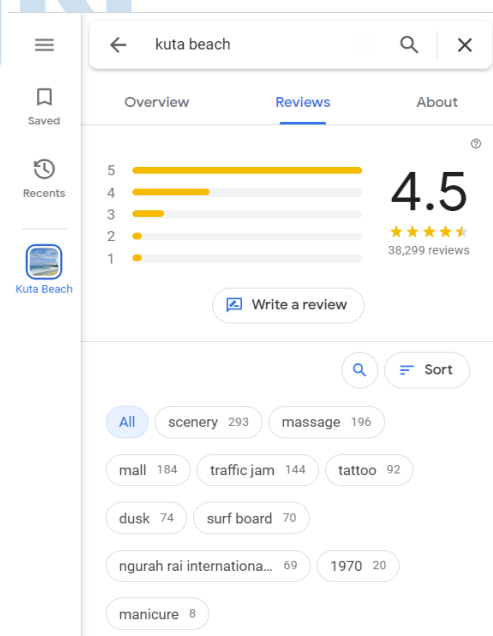 kuta beach
Overview Reviews About
Saved
Recents
Kuta Beach
5
4
3
2
1
4.5
38,299 reviews
Write a review
Sort
All scenery 293 massage 196
mall 184 traffic jam 144 tattoo 92
dusk 74 surf board 70
ngurah rai internationa... 69 1970 20
manicure 8